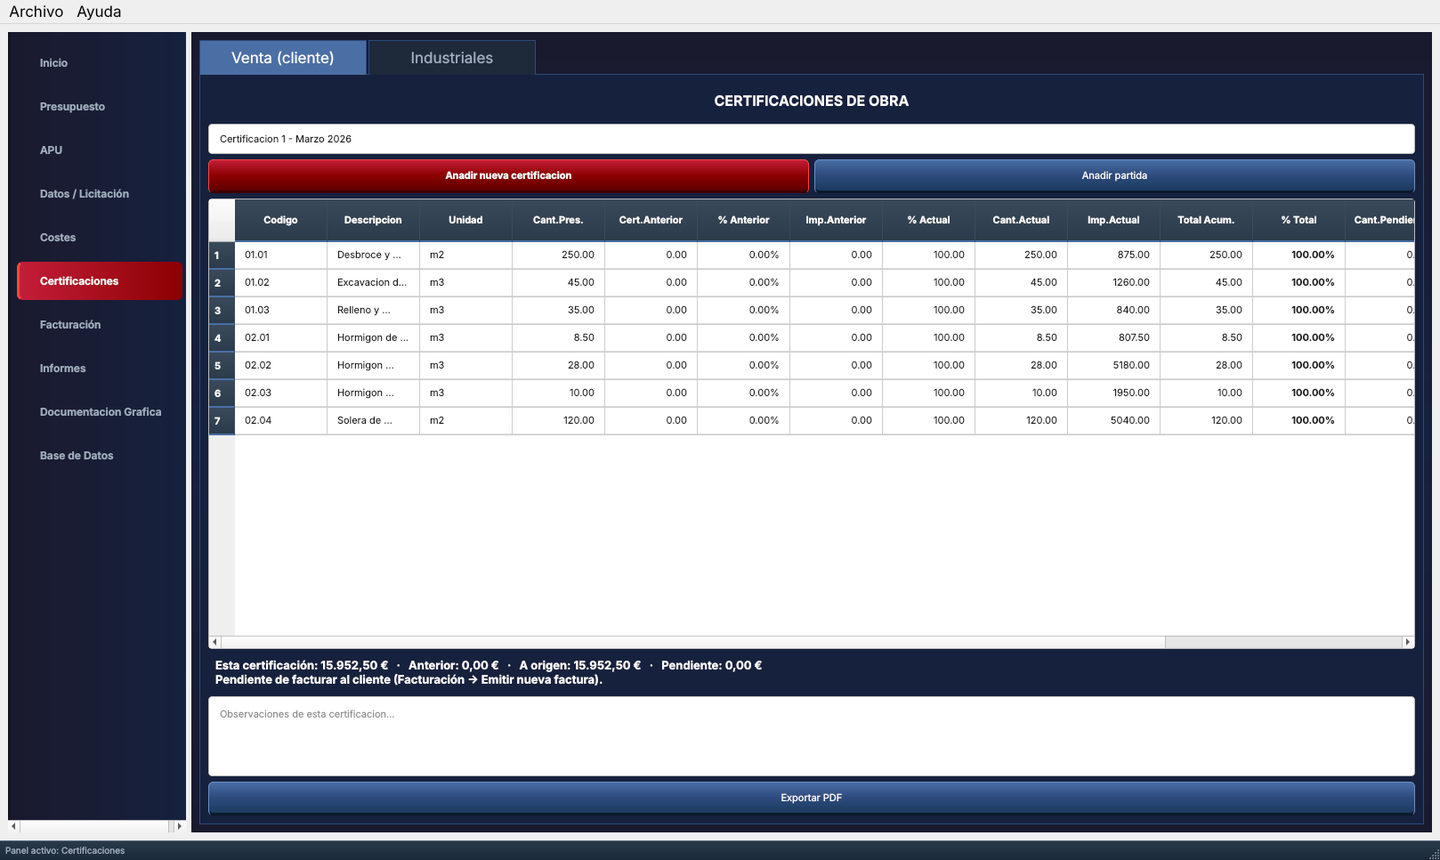 Archivo Ayuda
Inicio
Presupuesto
APU
Datos / Licitación
Costes
Certificaciones
Facturación
Informes
Documentacion Grafica
Base de Datos
Venta (cliente) Industriales
CERTIFICACIONES DE OBRA
Certificacion 1 - Marzo 2026
Anadir nueva certificacion Anadir partida
Codigo Descripcion Unidad Cant.Pres. Cert.Anterior % Anterior Imp.Anterior % Actual Cant.Actual Imp.Actual Total Acum. % Total Cant.Pendie
1 01.01 Desbroce y ... m2 250.00 0.00 0.00% 0.00 100.00 250.00 875.00 250.00 100.00% 0.
2 01.02 Excavacion d... m3 45.00 0.00 0.00% 0.00 100.00 45.00 1260.00 45.00 100.00% 0.
3 01.03 Relleno y ... m3 35.00 0.00 0.00% 0.00 100.00 35.00 840.00 35.00 100.00% 0.
4 02.01 Hormigon de ... m3 8.50 0.00 0.00% 0.00 100.00 8.50 807.50 8.50 100.00% 0.
5 02.02 Hormigon ... m3 28.00 0.00 0.00% 0.00 100.00 28.00 5180.00 28.00 100.00% 0.
6 02.03 Hormigon ... m3 10.00 0.00 0.00% 0.00 100.00 10.00 1950.00 10.00 100.00% 0.
7 02.04 Solera de ... m2 120.00 0.00 0.00% 0.00 100.00 120.00 5040.00 120.00 100.00% 0.
Esta certificación: 15.952,50 € · Anterior: 0,00 € · A origen: 15.952,50 € · Pendiente: 0,00 €
Pendiente de facturar al cliente (Facturación → Emitir nueva factura).
Observaciones de esta certificacion...
Exportar PDF
Panel activo: Certificaciones